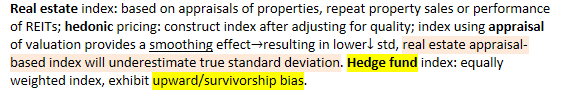 Real estate index: based on appraisals of properties, repeat property sales or performance
of REITs; hedonic pricing: construct index after adjusting for quality; index using appraisal
of valuation provides a smoothing effect→resulting in lower↓ std, real estate appraisal-
based index will underestimate true standard deviation. Hedge fund index: equally
weighted index, exhibit upward/survivorship bias.